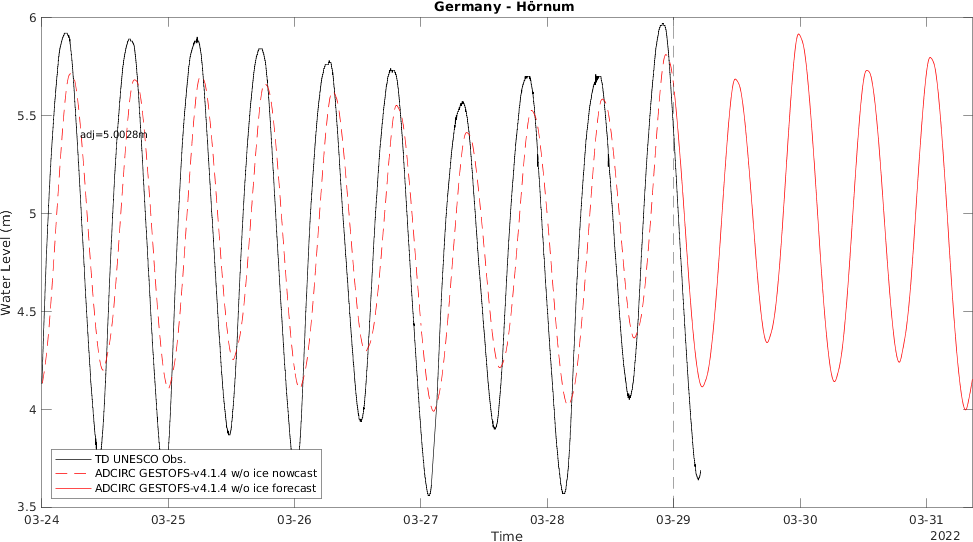 Germany - Hörnum
6
5.5
5
4.5
4
3.5
Water Level (m)
adj=5.0028m
TD UNESCO Obs.
ADCIRC GESTOFS-v4.1.4 w/o ice nowcast
ADCIRC GESTOFS-v4.1.4 w/o ice forecast
03-24 03-25 03-26 03-27 03-28 03-29 03-30 03-31
Time
2022